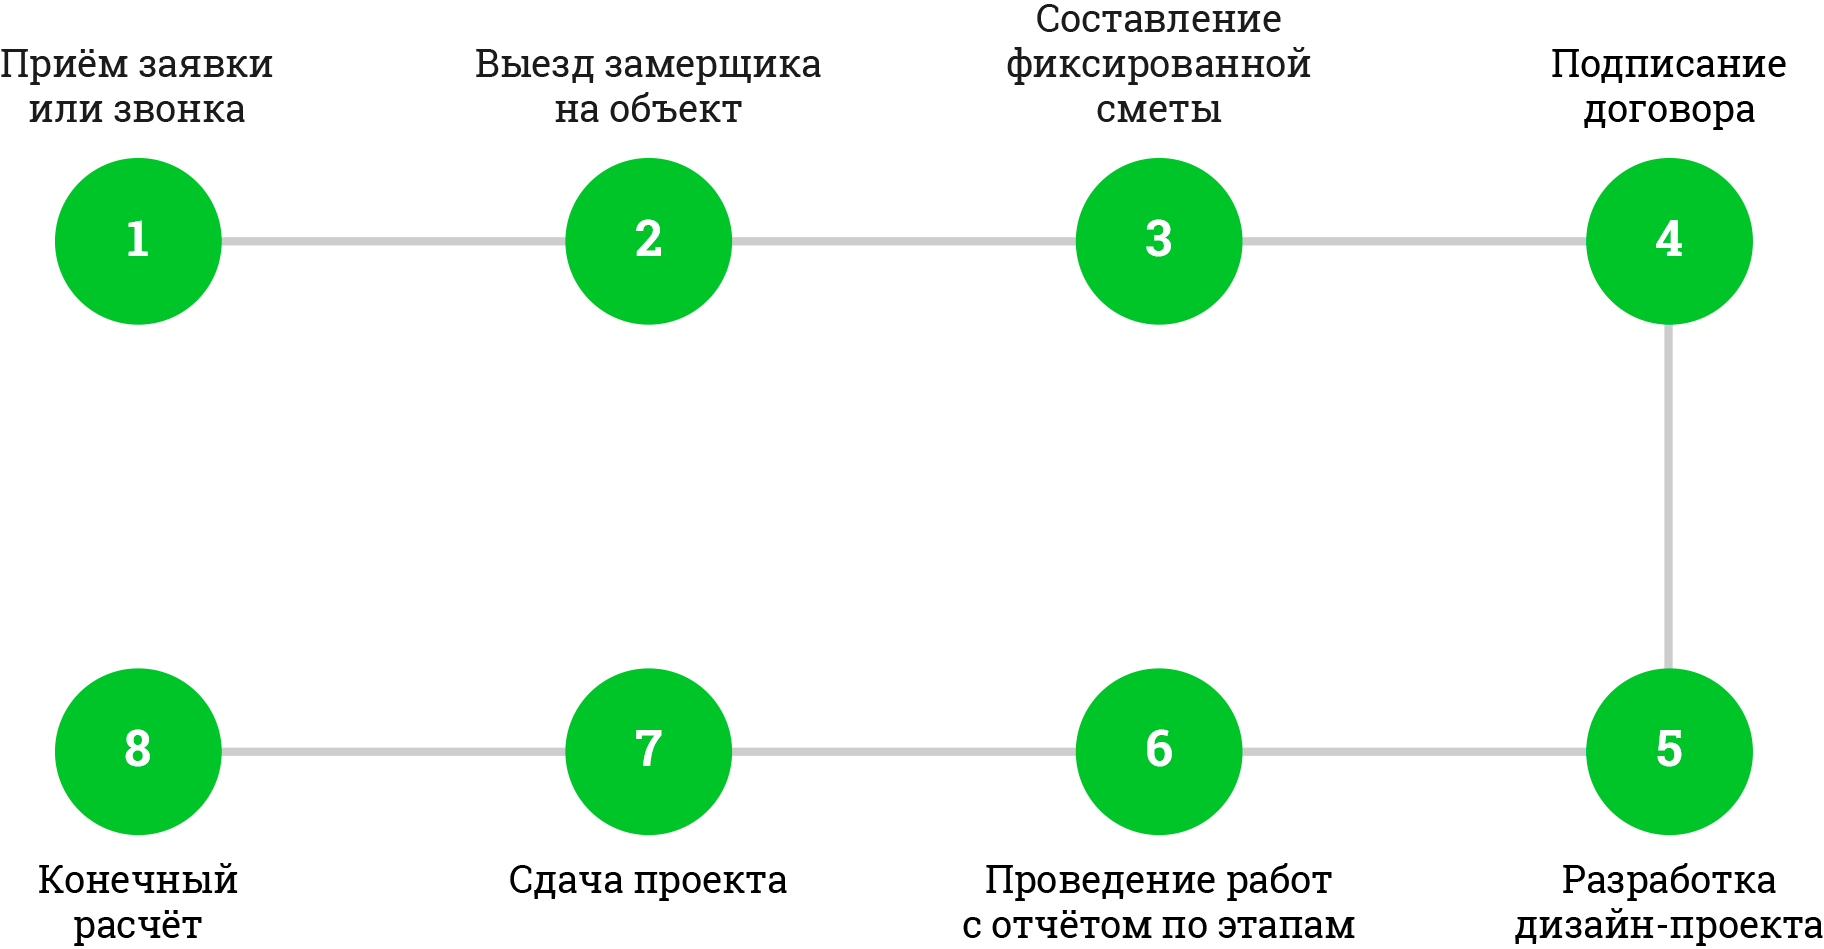 Приём заявки
или звонка
Выезд замерщика
на объект
Составление
фиксированной
сметы
Подписание
договора
1
2
3
4
8
7
6
5
Конечный
расчёт
Сдача проекта
Проведение работ
с отчётом по этапам
Разработка
дизайн-проекта